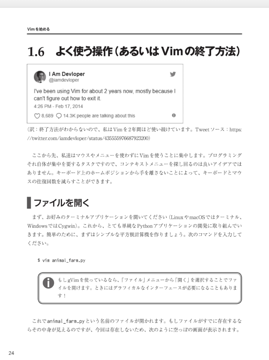 Vimを始める
1.6 よく使う操作(あるいはVimの終了方法)
I Am Devloper
@iamdevloper
I've been using Vim for about 2 years now, mostly because I
can't figure out how to exit it
4:26 PM · Feb 17, 2014
14.3K people are talking about this
(訳:終了方法がわからないので、私はVimを2年間ほど使い続けています。Tweetソース:https
ここから先、私達はマウスやメニューを使わずにVimを使うことに集中します。プログラミング
それ自体が集中を要するタスクですので、コンテキストメニューを探し回るのは良いアイデアでは
ありません。キーボード上のホームポジションから手を離さないことによって、キーボードとマウ
スの往復回数を減らすことができます。
ファイルを開く
まず、お好みのターミナルアプリケーションを開いてください(LinuxやmacOSではターミナル、
WindowsではCygwin)。これから、とても単純なPythonアプリケーションの開発に取り組んでい
きます。簡単のために、まずはシンプルな平方根計算機を作りましょう。次のコマンドを入力して
ください。
$ vim animal_farm.py
もしgVimを使っているなら、「ファイル」メニューから「開く」を選択することでファ
イルを開けます。ときにはグラフィカルなインターフェースが必要になることもありま
す!
これでanimal_farm.pyという名前のファイルが開かれます。もしファイルがすでに存在するな
らその中身が見えるのですが、今回は存在しないため、次のように空っぽの画面が表示されます。
24